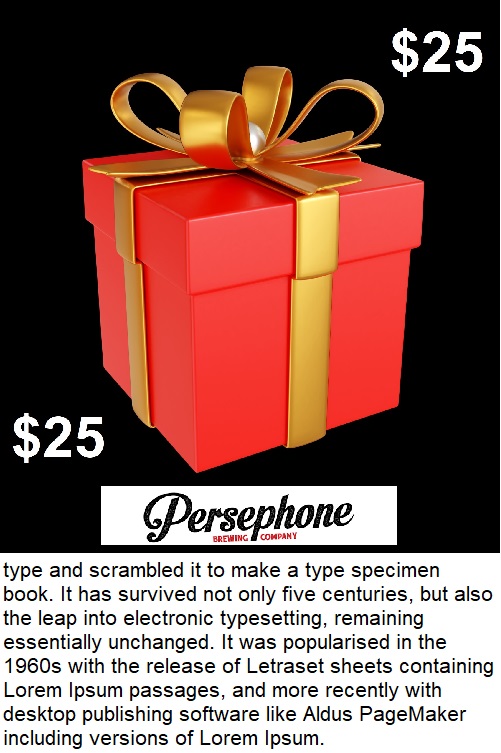 $25
$25
Persephone
BREWING COMPANY
type and scrambled it to make a type specimen
book. It has survived not only five centuries, but also
the leap into electronic typesetting, remaining
essentially unchanged. It was popularised in the
1960s with the release of Letraset sheets containing
Lorem Ipsum passages, and more recently with
desktop publishing software like Aldus PageMaker
including versions of Lorem Ipsum.